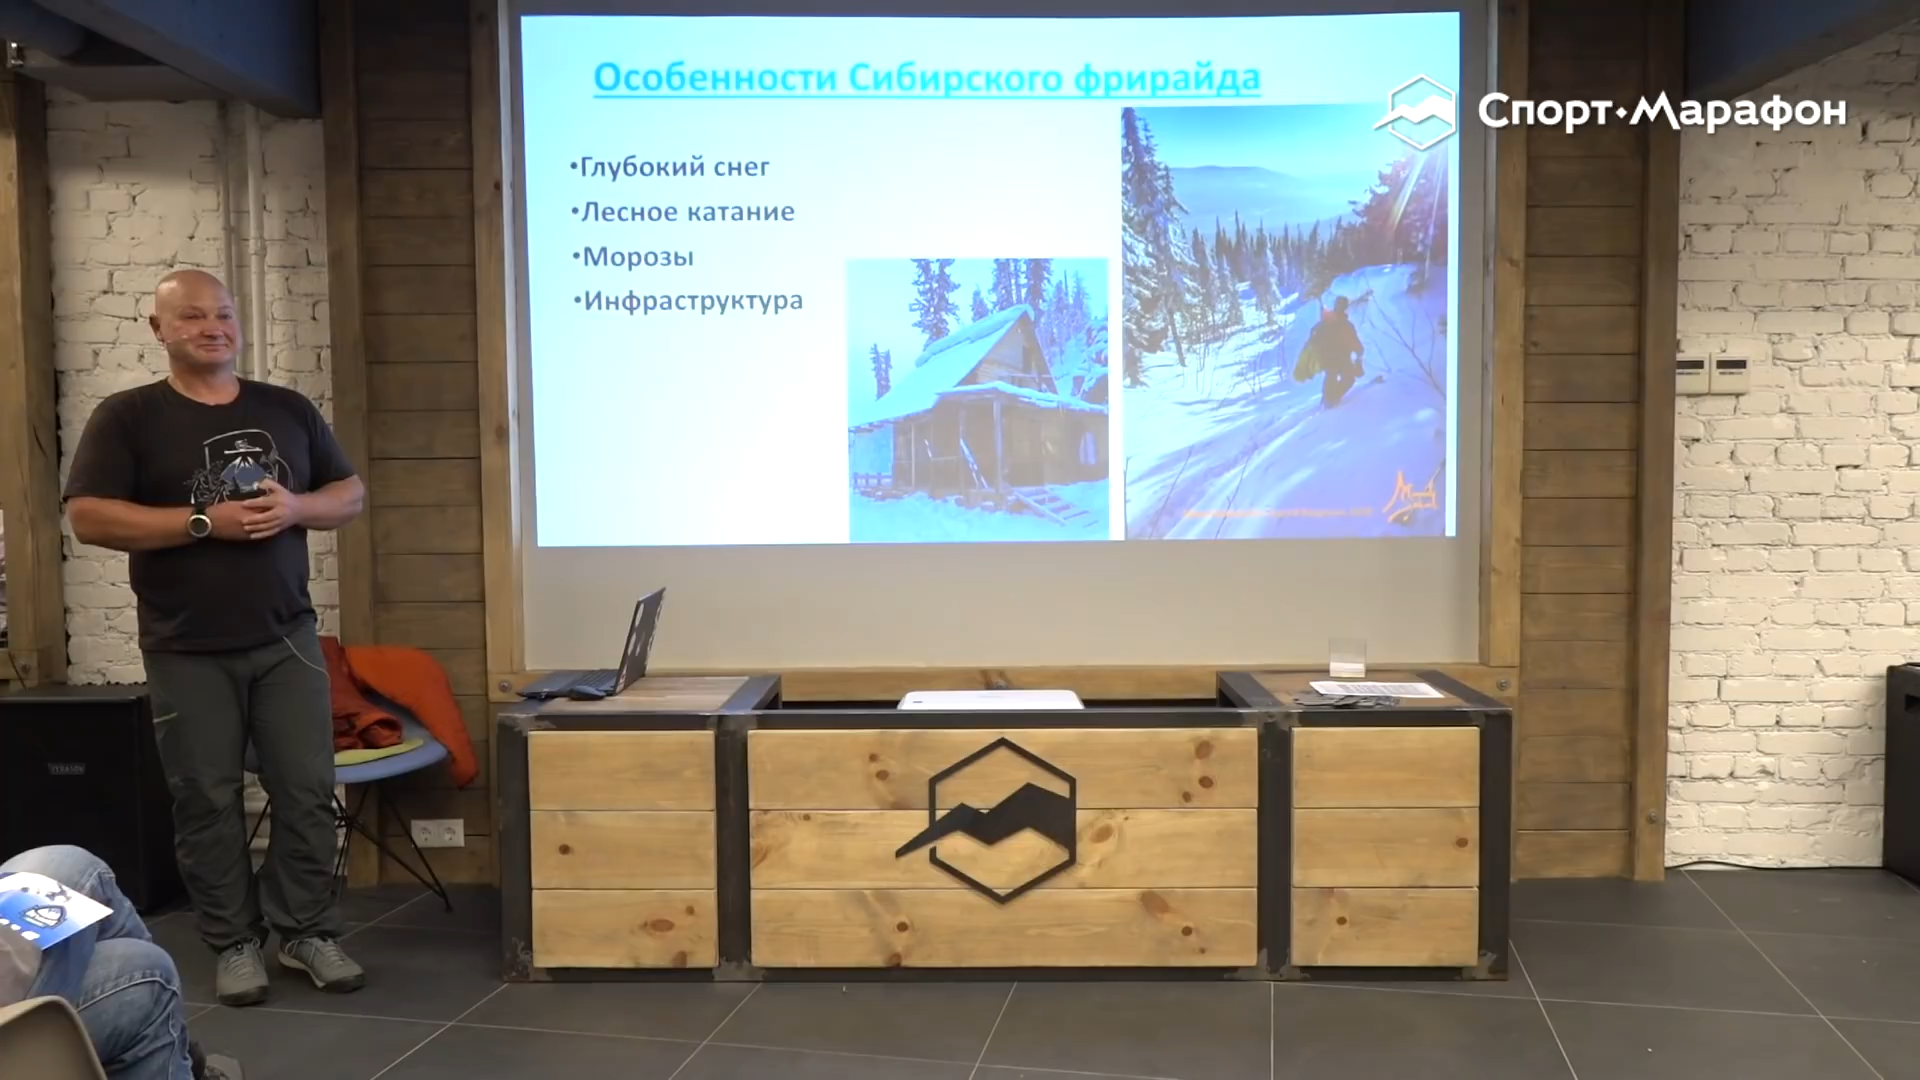 Особенности Сибирского фрирайда
Спорт•Марафон
•Глубокий снег
•Лесное катание
•Морозы
•Инфраструктура